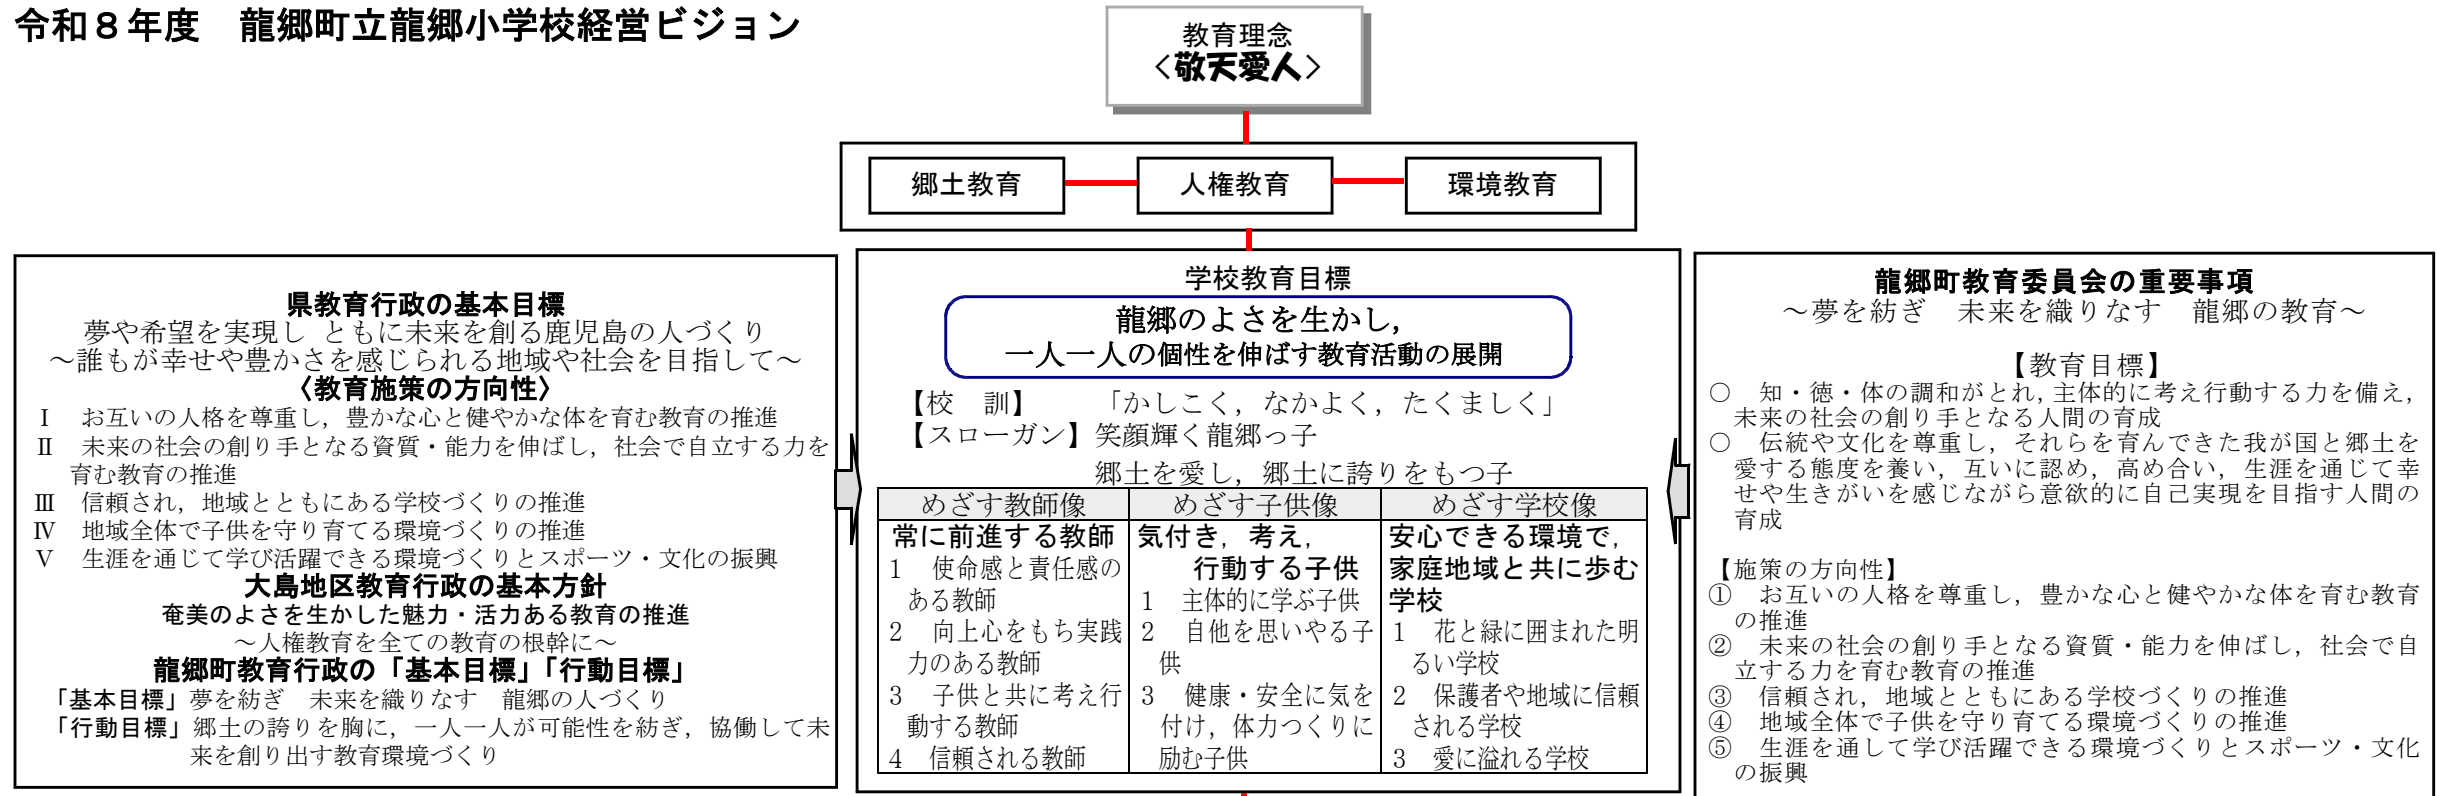 令和８年度　龍郷町立龍郷小学校経営ビジョン
教育理念
＜敬天愛人＞
郷土教育
人権教育
環境教育
県教育行政の基本目標
夢や希望を実現し ともに未来を創る鹿児島の人づくり
～誰もが幸せや豊かさを感じられる地域や社会を目指して～
〈教育施策の方向性〉
Ⅰ　お互いの人格を尊重し，豊かな心と健やかな体を育む教育の推進
Ⅱ　未来の社会の創り手となる資質・能力を伸ばし，社会で自立する力を
育む教育の推進
Ⅲ　信頼され，地域とともにある学校づくりの推進
Ⅳ　地域全体で子供を守り育てる環境づくりの推進
Ⅴ　生涯を通じて学び活躍できる環境づくりとスポーツ・文化の振興
大島地区教育行政の基本方針
奄美のよさを生かした魅力・活力ある教育の推進
～人権教育を全ての教育の根幹に～
龍郷町教育行政の「基本目標」「行動目標」
「基本目標」夢を紡ぎ　未来を織りなす　龍郷の人づくり
「行動目標」郷土の誇りを胸に，一人一人が可能性を紡ぎ，協働して未
来を創り出す教育環境づくり
学校教育目標
龍郷のよさを生かし，
一人一人の個性を伸ばす教育活動の展開
【校　訓】　　「かしこく，なかよく，たくましく」
【スローガン】笑顔輝く龍郷っ子
郷土を愛し，郷土に誇りをもつ子
めざす教師像
常に前進する教師
1　使命感と責任感の
ある教師
2　向上心をもち実践
力のある教師
3　子供と共に考え行
動する教師
4　信頼される教師
めざす子供像
気付き，考え，
行動する子供
1　主体的に学ぶ子供
2　自他を思いやる子
供
3　健康・安全に気を
付け，体力つくりに
励む子供
めざす学校像
安心できる環境で，
家庭地域と共に歩む
学校
1　花と緑に囲まれた明
るい学校
2　保護者や地域に信頼
される学校
3　愛に溢れる学校
龍郷町教育委員会の重要事項
～夢を紡ぎ　未来を織りなす　龍郷の教育～
【教育目標】
○　知・徳・体の調和がとれ，主体的に考え行動する力を備え，
未来の社会の創り手となる人間の育成
○　伝統や文化を尊重し，それらを育んできた我が国と郷土を
愛する態度を養い，互いに認め，高め合い，生涯を通じて幸
せや生きがいを感じながら意欲的に自己実現を目指す人間の
育成
【施策の方向性】
①　お互いの人格を尊重し，豊かな心と健やかな体を育む教育
の推進
②　未来の社会の創り手となる資質・能力を伸ばし，社会で自
立する力を育む教育の推進
③　信頼され，地域とともにある学校づくりの推進
④　地域全体で子供を守り育てる環境づくりの推進
⑤　生涯を通して学び活躍できる環境づくりとスポーツ・文化
の振興